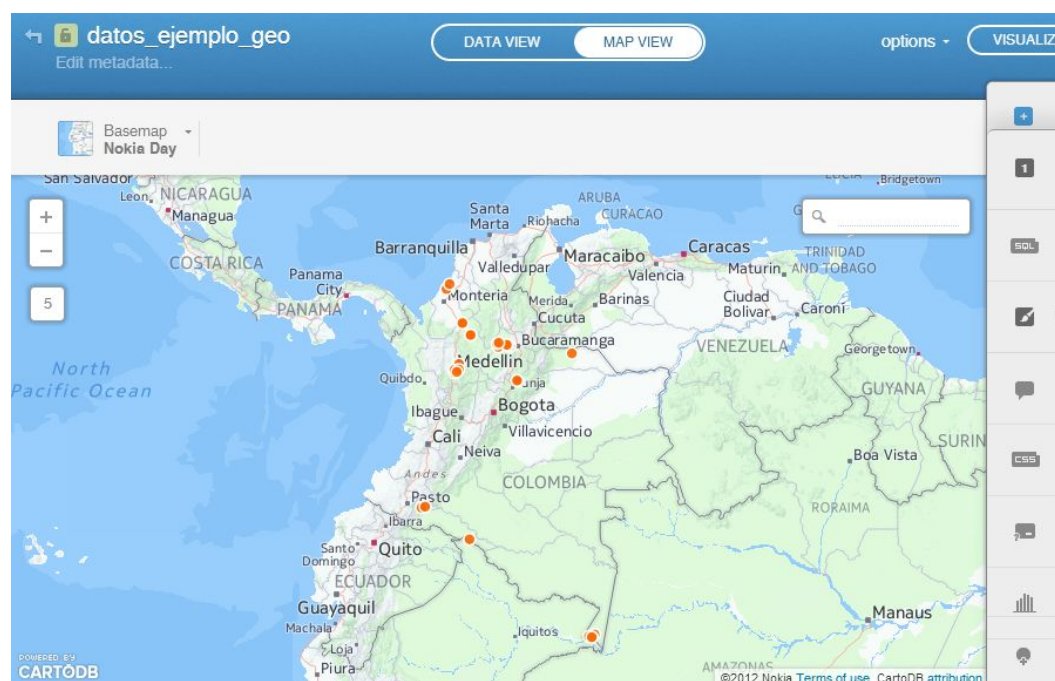 datos_ejemplo_geo
Edit metadata...
DATA VIEW
MAP VIEW
options
VISUALIZ
Basemap
Nokia Day
+
−
5
1
SQL
CSS
San Salvador
Leon
NICARAGUA
Managua
COSTA RICA
Panama
City
PANAMA
North
Pacific Ocean
Santa
Marta
Riohacha
ARUBA
CURACAO
Bridgetown
Barranquilla
Valledupar
Maracaibo
Caracas
Valencia
Maturin
TRINIDAD
AND TOBAGO
Monteria
Merida
Barinas
Cucuta
Ciudad
Bolivar
Caroni
Bucaramanga
VENEZUELA
Georgetown
Medellin
Quibdo
GUYANA
Ibague
Bogota
Villavicencio
Cali
Neiva
SURIN
Boa Vista
Andes
COLOMBIA
RORAIMA
Pasto
Ibarra
Santo
Domingo
Quito
ECUADOR
Guayaquil
Machala
Loja
Piura
Iquitos
Manaus
AMAZONAS
POWERED BY
CARTODB
©2012 Nokia Terms of use, CartoDB attribution